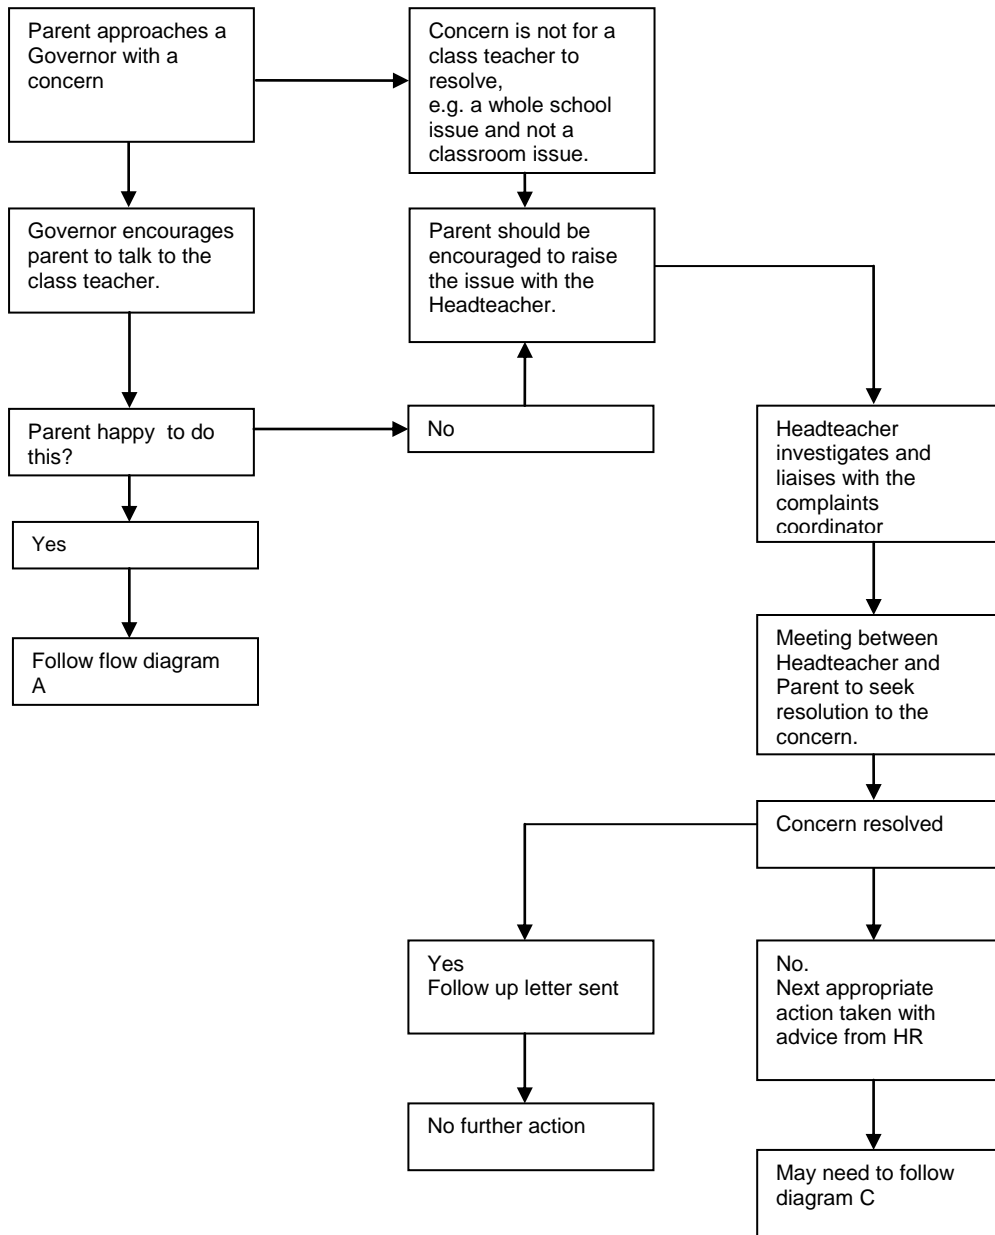 Parent approaches a
Governor with a
concern
Concern is not for a
class teacher to
resolve,
e.g. a whole school
issue and not a
classroom issue.
Governor encourages
parent to talk to the
class teacher.
Parent should be
encouraged to raise
the issue with the
Headteacher.
Parent happy  to do
this?
No
Headteacher
investigates and
liaises with the
complaints
coordinator
Yes
Follow flow diagram
A
Meeting between
Headteacher and
Parent to seek
resolution to the
concern.
Concern resolved
Yes
Follow up letter sent
No.
Next appropriate
action taken with
advice from HR
No further action
May need to follow
diagram C